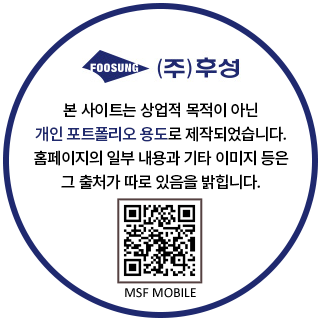 FOOSUNG (주)후성
본 사이트는 상업적 목적이 아닌
개인 포트폴리오 용도로 제작되었습니다.
홈페이지의 일부 내용과 기타 이미지 등은
그 출처가 따로 있음을 밝힙니다.
MSF MOBILE